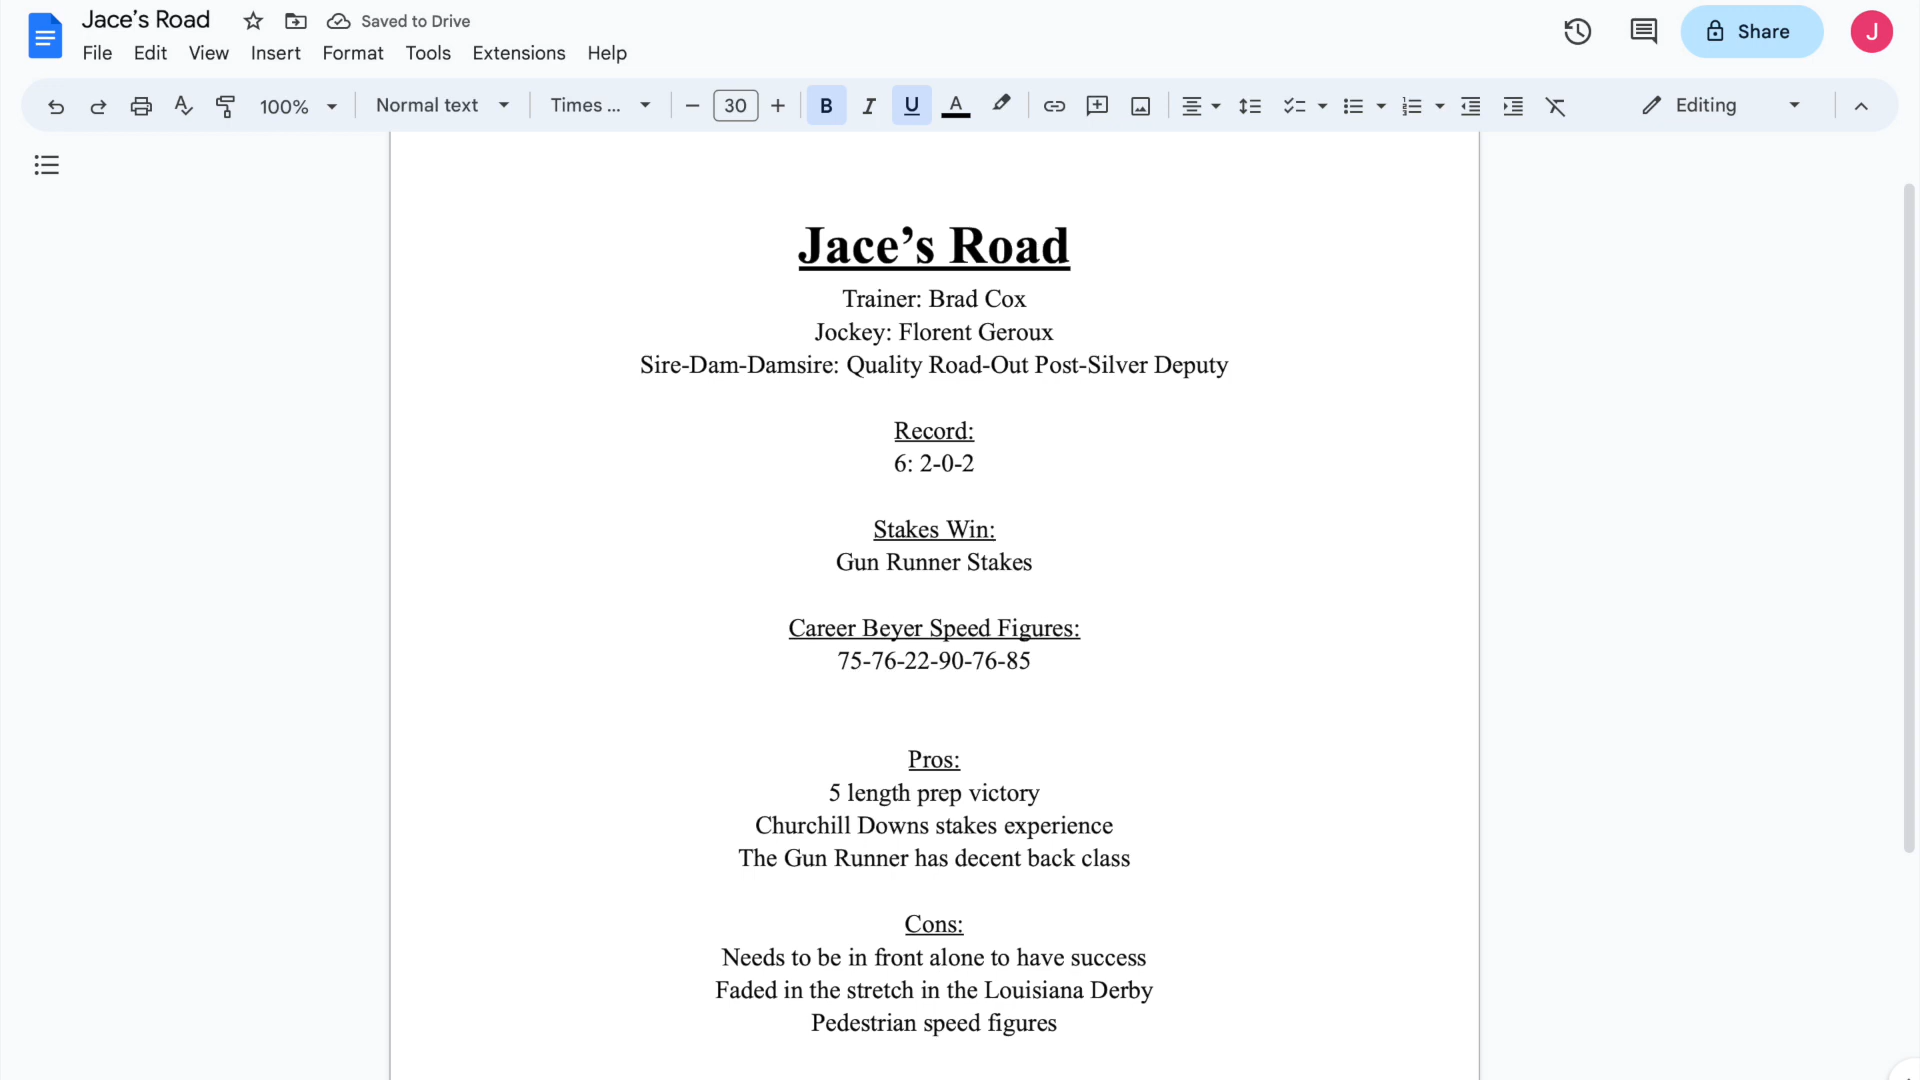 Jace’s Road
Saved to Drive
File Edit View Insert Format Tools Extensions Help
Share
J
100% Normal text Times ... 30 B I U A Editing
Jace’s Road
Trainer: Brad Cox
Jockey: Florent Geroux
Sire-Dam-Damsire: Quality Road-Out Post-Silver Deputy
Record:
6: 2-0-2
Stakes Win:
Gun Runner Stakes
Career Beyer Speed Figures:
75-76-22-90-76-85
Pros:
5 length prep victory
Churchill Downs stakes experience
The Gun Runner has decent back class
Cons:
Needs to be in front alone to have success
Faded in the stretch in the Louisiana Derby
Pedestrian speed figures